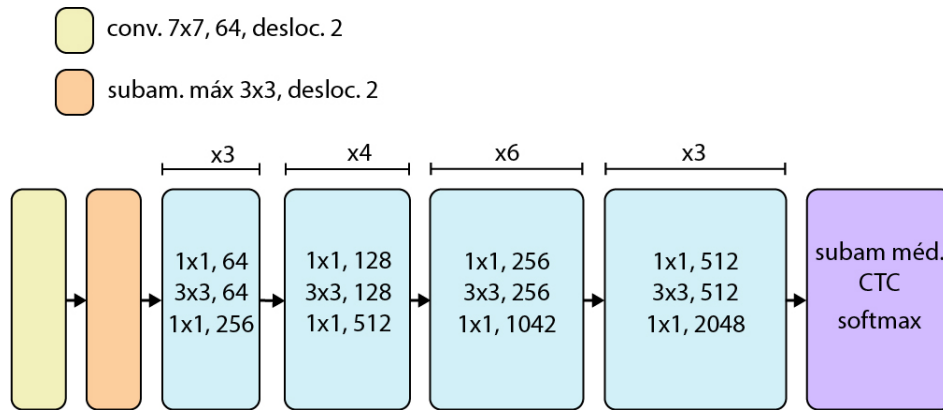 conv. 7x7, 64, desloc. 2
subam. máx 3x3, desloc. 2
x3
x4
x6
x3
1x1, 64
3x3, 64
1x1, 256
1x1, 128
3x3, 128
1x1, 512
1x1, 256
3x3, 256
1x1, 1042
1x1, 512
3x3, 512
1x1, 2048
subam méd.
CTC
softmax